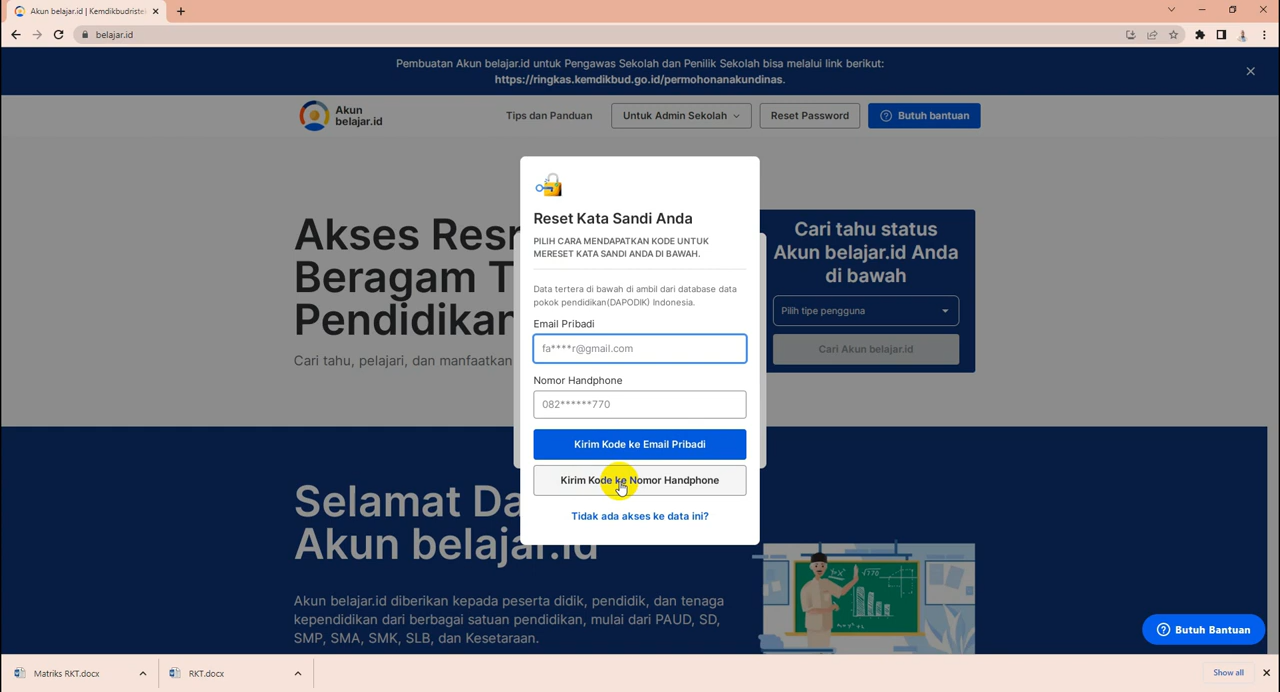 Akun belajar.id | Kemdikbudriste
belajar.id
Pembuatan Akun belajar.id untuk Pengawas Sekolah dan Penilik Sekolah bisa melalui link berikut:
https://ringkas.kemdikbud.go.id/permohonanakundinas.
Akun
belajar.id
Tips dan Panduan
Untuk Admin Sekolah
Reset Password
Butuh bantuan
Akses Resm
Beragam T
Pendidikan
Cari tahu, pelajari, dan manfaatkan
Reset Kata Sandi Anda
PILIH CARA MENDAPATKAN KODE UNTUK
MERESET KATA SANDI ANDA DI BAWAH.
Data tertera di bawah di ambil dari database data
pokok pendidikan(DAPODIK) Indonesia.
Email Pribadi
fa****r@gmail.com
Nomor Handphone
082******770
Kirim Kode ke Email Pribadi
Kirim Kode ke Nomor Handphone
Tidak ada akses ke data ini?
Cari tahu status
Akun belajar.id Anda
di bawah
Pilih tipe pengguna
Cari Akun belajar.id
Selamat Da
Akun belajar.id
Akun belajar.id diberikan kepada peserta didik, pendidik, dan tenaga
kependidikan dari berbagai satuan pendidikan, mulai dari PAUD, SD,
SMP, SMA, SMK, SLB, dan Kesetaraan.
Butuh Bantuan
Matriks RKT.docx
RKT.docx
Show all